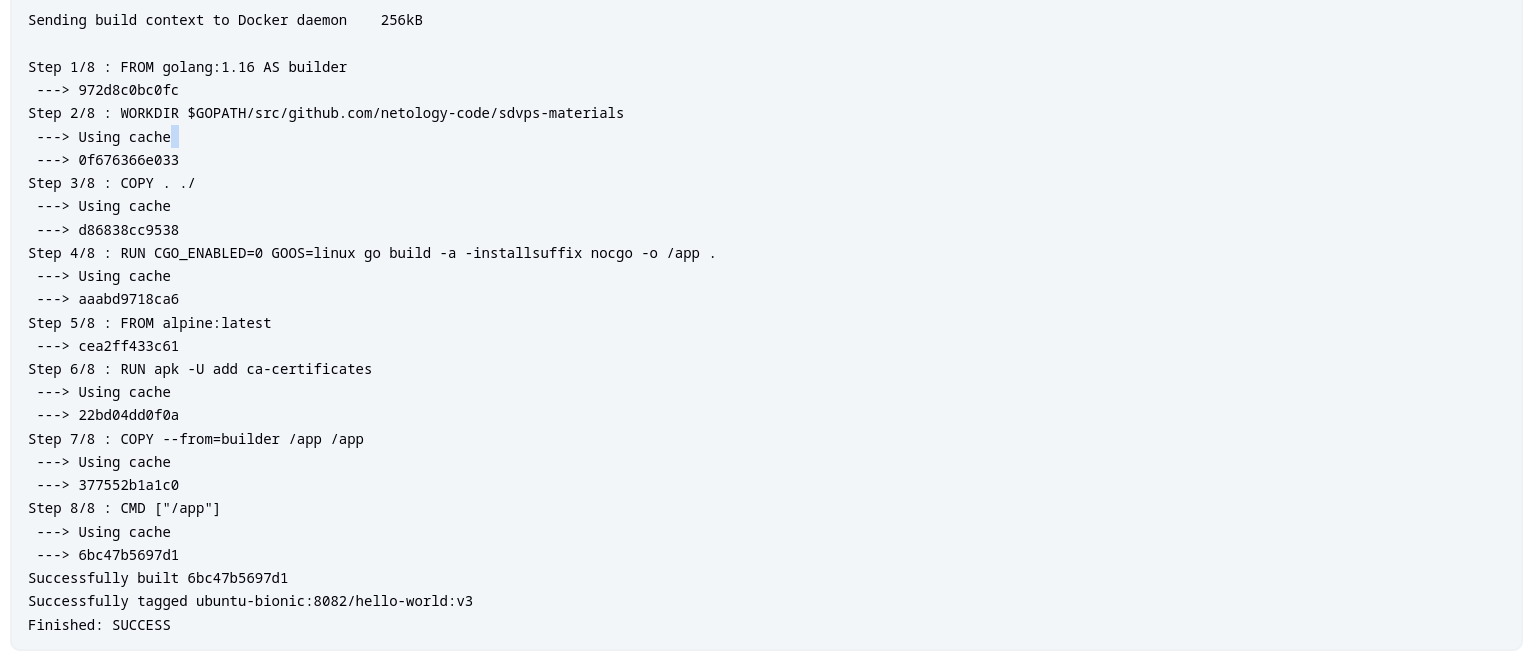 Sending build context to Docker daemon    256kB

Step 1/8 : FROM golang:1.16 AS builder
 ---> 972d8c0bc0fc
Step 2/8 : WORKDIR $GOPATH/src/github.com/netology-code/sdvps-materials
 ---> Using cache
 ---> 0f676366e033
Step 3/8 : COPY . ./
 ---> Using cache
 ---> d86838cc9538
Step 4/8 : RUN CGO_ENABLED=0 GOOS=linux go build -a -installsuffix nocgo -o /app .
 ---> Using cache
 ---> aaabd9718ca6
Step 5/8 : FROM alpine:latest
 ---> cea2ff433c61
Step 6/8 : RUN apk -U add ca-certificates
 ---> Using cache
 ---> 22bd04dd0f0a
Step 7/8 : COPY --from=builder /app /app
 ---> Using cache
 ---> 377552b1a1c0
Step 8/8 : CMD ["/app"]
 ---> Using cache
 ---> 6bc47b5697d1
Successfully built 6bc47b5697d1
Successfully tagged ubuntu-bionic:8082/hello-world:v3
Finished: SUCCESS